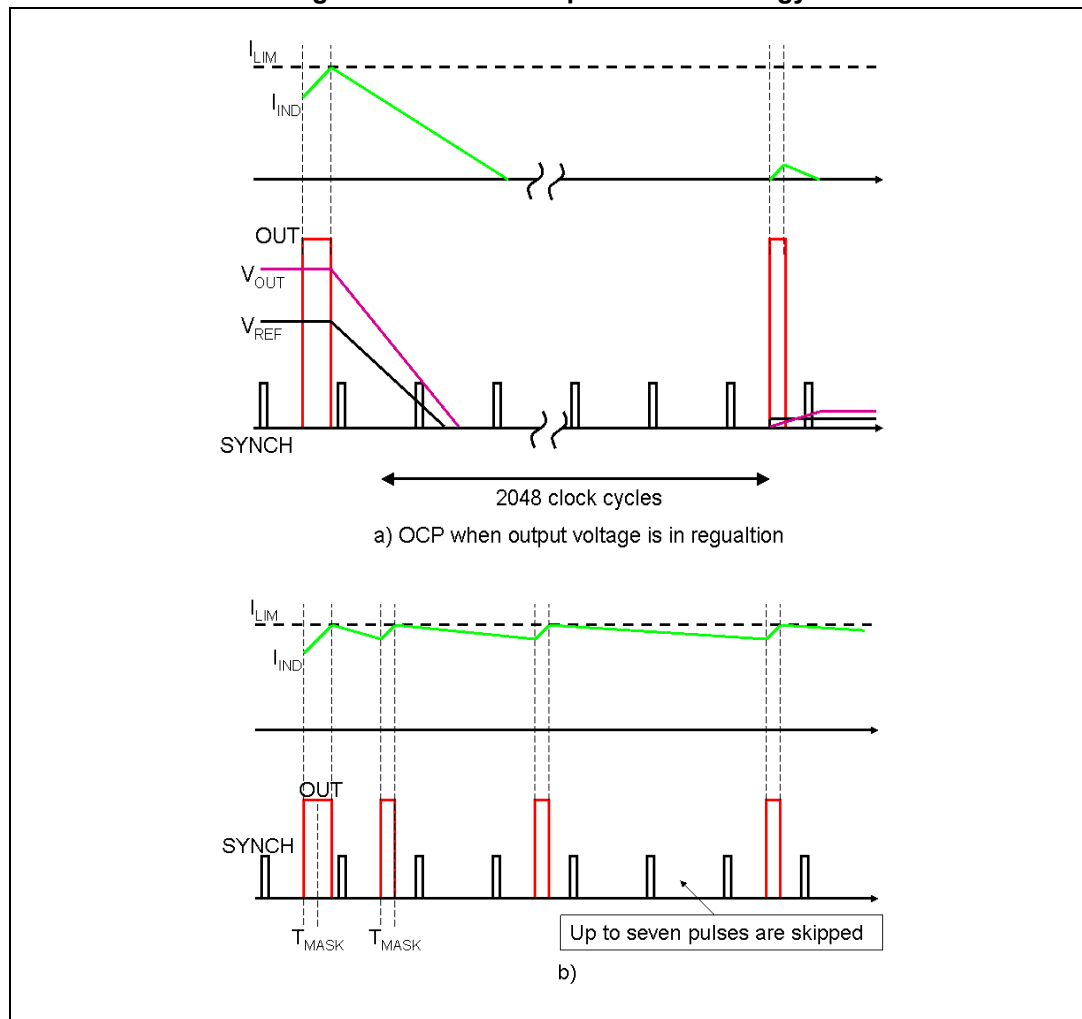 I_LIM
I_IND
OUT
V_OUT
V_REF
SYNCH
2048 clock cycles
a) OCP when output voltage is in regualtion
I_LIM
I_IND
OUT
SYNCH
T_MASK T_MASK
Up to seven pulses are skipped
b)